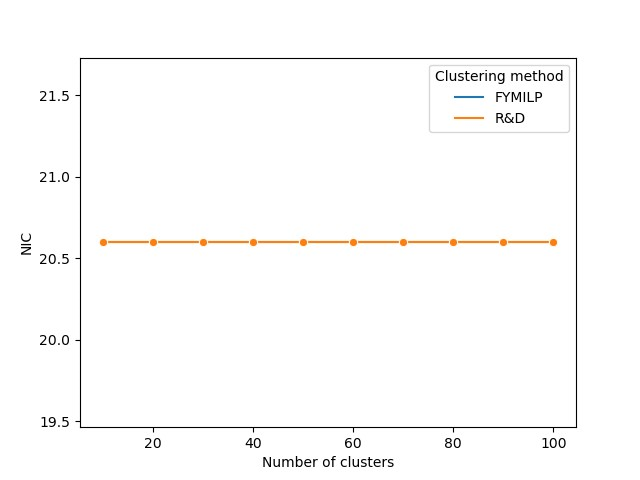 Clustering method
FYMILP
R&D
21.5
21.0
20.5
20.0
19.5
NIC
20 40 60 80 100
Number of clusters